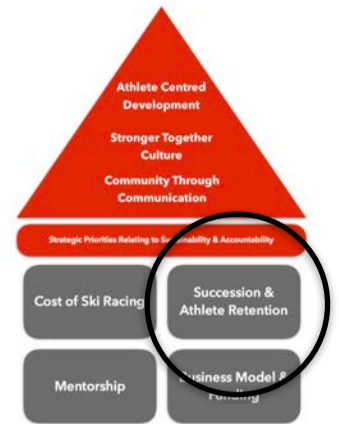 Athlete Centred
Development
Stronger Together
Culture
Community Through
Communication
Strategic Priorities Relating to Sustainability & Accountability
Cost of Ski Racing
Succession &
Athlete Retention
Mentorship
Business Model &
Funding